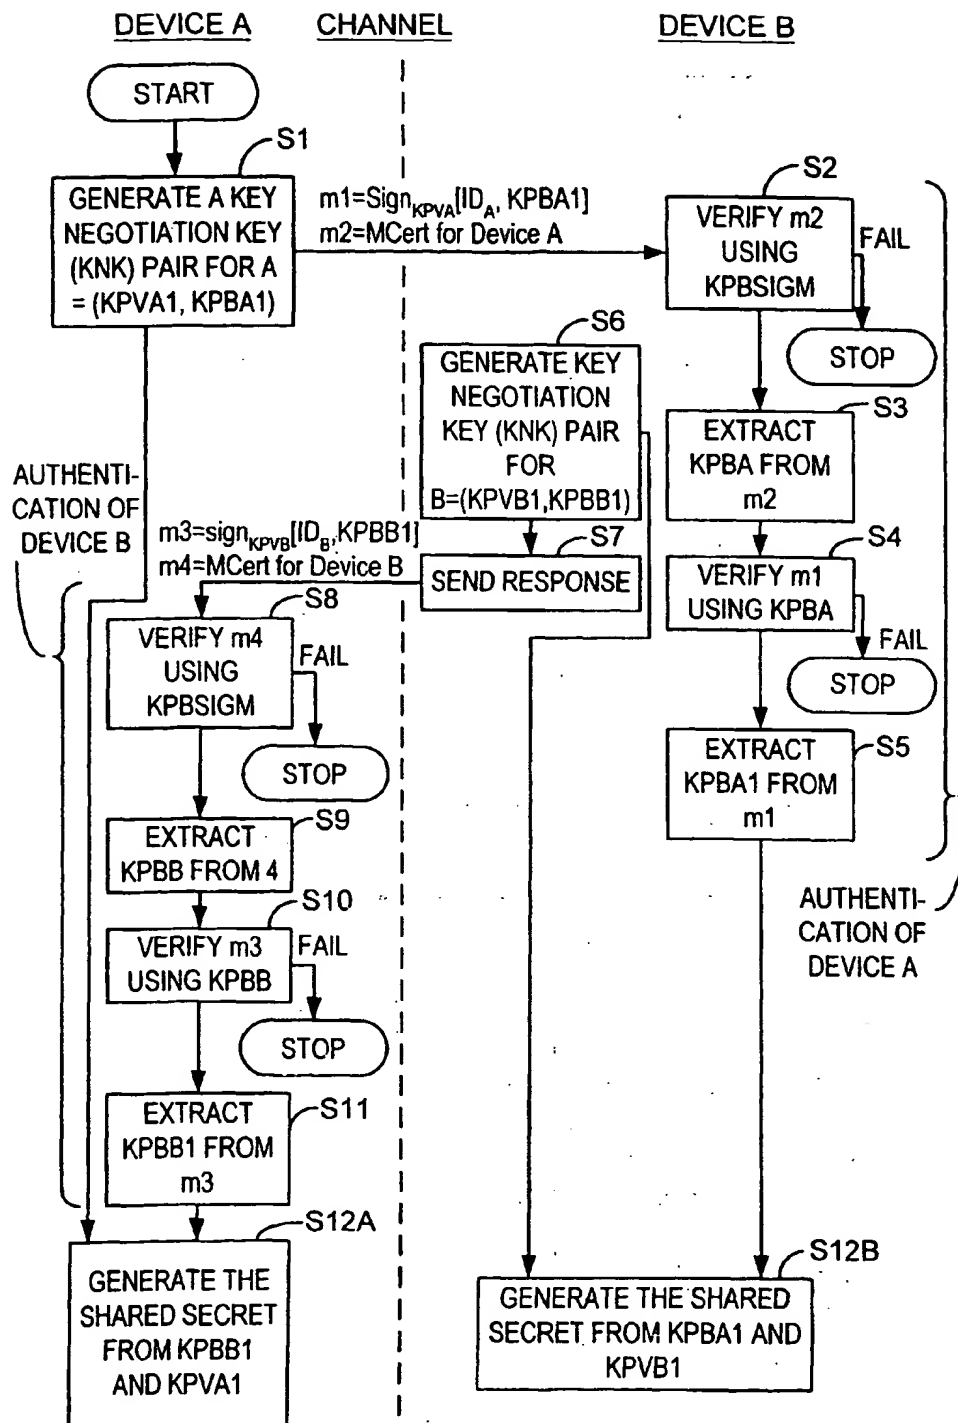 DEVICE A
CHANNEL
DEVICE B
START
S1
GENERATE A KEY
NEGOTIATION KEY
(KNK) PAIR FOR A
= (KPVA1, KPBA1)
m1=Sign_KPVA[ID_A, KPBA1]
m2=MCert for Device A
S2
VERIFY m2
USING
KPBSIGM
FAIL
STOP
S6
GENERATE KEY
NEGOTIATION
KEY (KNK) PAIR
FOR
B=(KPVB1,KPBB1)
S3
EXTRACT
KPBA FROM
m2
AUTHENTI-
CATION OF
DEVICE B
m3=sign_KPVB[ID_B,KPBB1]
m4=MCert for Device B
S7
SEND RESPONSE
S4
VERIFY m1
USING KPBA
FAIL
STOP
S8
VERIFY m4
USING
KPBSIGM
FAIL
STOP
S5
EXTRACT
KPBA1 FROM
m1
S9
EXTRACT
KPBB FROM 4
S10
VERIFY m3
USING KPBB
FAIL
STOP
AUTHENTI-
CATION OF
DEVICE A
S11
EXTRACT
KPBB1 FROM
m3
S12A
GENERATE THE
SHARED SECRET
FROM KPBB1
AND KPVA1
S12B
GENERATE THE SHARED
SECRET FROM KPBA1 AND
KPVB1